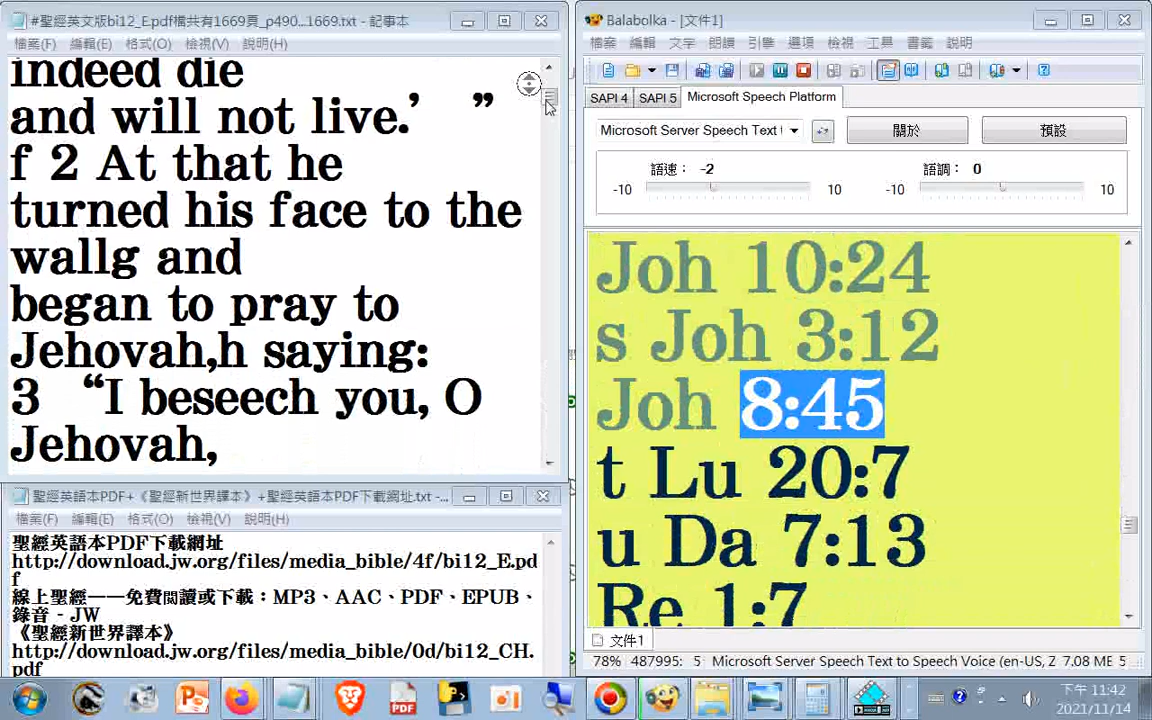 #聖經英文版bi12_E.pdf檔共有1669頁_p490...1669.txt - 記事本
檔案(F) 編輯(E) 格式(O) 檢視(V) 說明(H)
indeed die
and will not live.’ ”
f 2 At that he
turned his face to the
wallg and
began to pray to
Jehovah,h saying:
3 “I beseech you, O
Jehovah,
聖經英語本PDF+《聖經新世界譯本》+聖經英語本PDF下載網址.txt -...
檔案(F) 編輯(E) 格式(O) 檢視(V) 說明(H)
聖經英語本PDF下載網址
http://download.jw.org/files/media_bible/4f/bi12_E.pd
f
線上聖經——免費閱讀或下載：MP3、AAC、PDF、EPUB、
錄音 - JW
《聖經新世界譯本》
http://download.jw.org/files/media_bible/0d/bi12_CH.
pdf
Balabolka - [文件1]
檔案 編輯 文字 朗讀 引擎 選項 檢視 工具 書籤 說明
SAPI 4 SAPI 5 Microsoft Speech Platform
Microsoft Server Speech Text 關於 預設
語速： -2 語調： 0
-10 10 -10 10
Joh 10:24
s Joh 3:12
Joh 8:45
t Lu 20:7
u Da 7:13
Re 1:7
文件1
78% 487995: 5 Microsoft Server Speech Text to Speech Voice (en-US, Z 7.08 ME 5
PDF
下午 11:42
2021/11/14